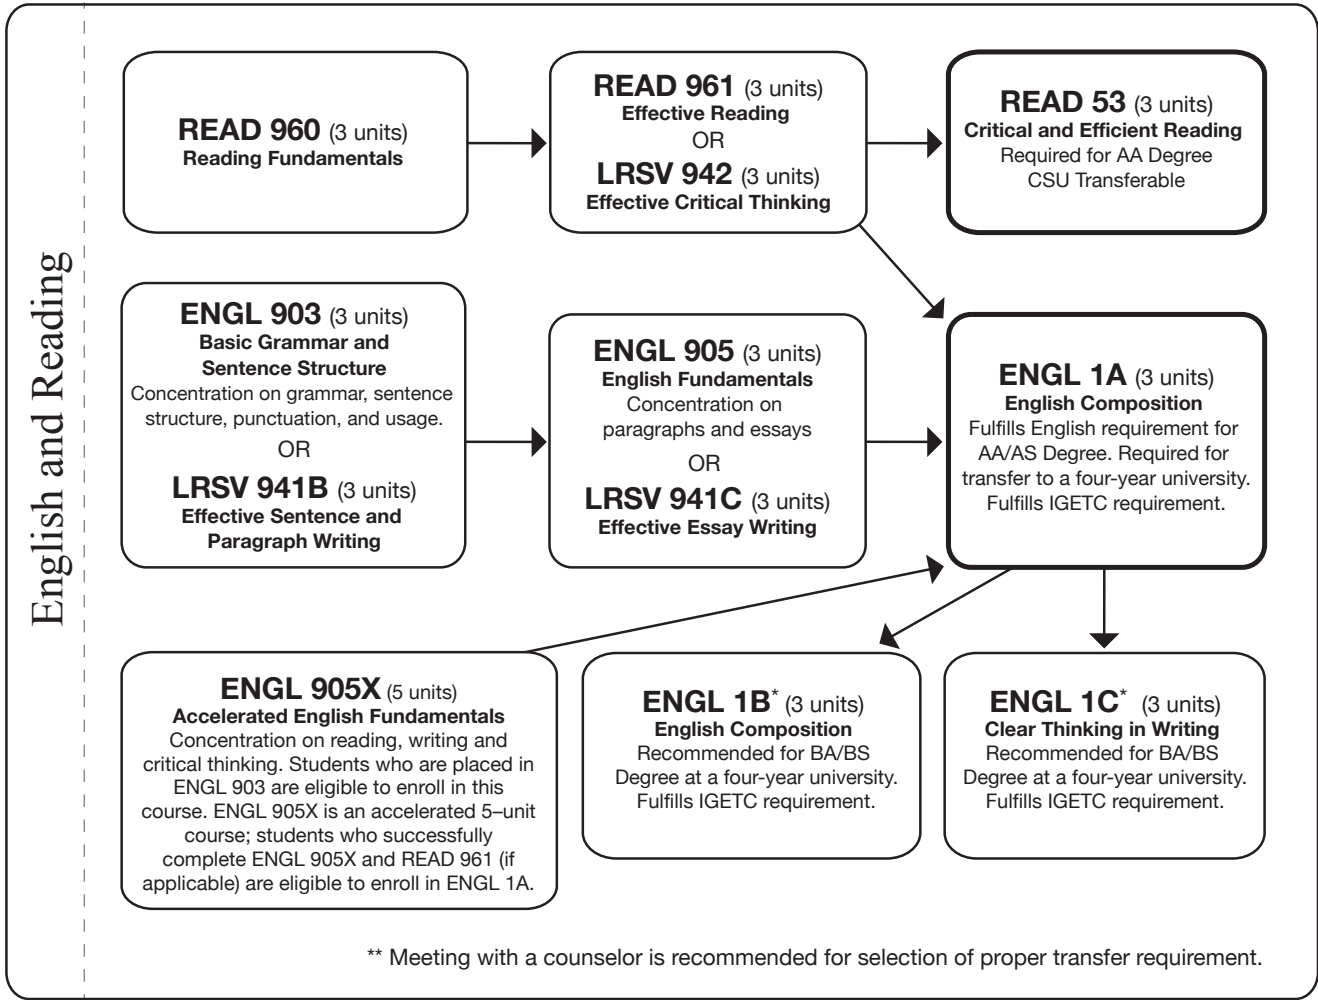 English and Reading
READ 960 (3 units)
Reading Fundamentals
READ 961 (3 units)
Effective Reading
OR
LRSV 942 (3 units)
Effective Critical Thinking
READ 53 (3 units)
Critical and Efficient Reading
Required for AA Degree
CSU Transferable
ENGL 903 (3 units)
Basic Grammar and
Sentence Structure
Concentration on grammar, sentence
structure, punctuation, and usage.
OR
LRSV 941B (3 units)
Effective Sentence and
Paragraph Writing
ENGL 905 (3 units)
English Fundamentals
Concentration on
paragraphs and essays
OR
LRSV 941C (3 units)
Effective Essay Writing
ENGL 1A (3 units)
English Composition
Fulfills English requirement for
AA/AS Degree. Required for
transfer to a four-year university.
Fulfills IGETC requirement.
ENGL 905X (5 units)
Accelerated English Fundamentals
Concentration on reading, writing and
critical thinking. Students who are placed in
ENGL 903 are eligible to enroll in this
course. ENGL 905X is an accelerated 5–unit
course; students who successfully
complete ENGL 905X and READ 961 (if
applicable) are eligible to enroll in ENGL 1A.
ENGL 1B* (3 units)
English Composition
Recommended for BA/BS
Degree at a four-year university.
Fulfills IGETC requirement.
ENGL 1C* (3 units)
Clear Thinking in Writing
Recommended for BA/BS
Degree at a four-year university.
Fulfills IGETC requirement.
** Meeting with a counselor is recommended for selection of proper transfer requirement.